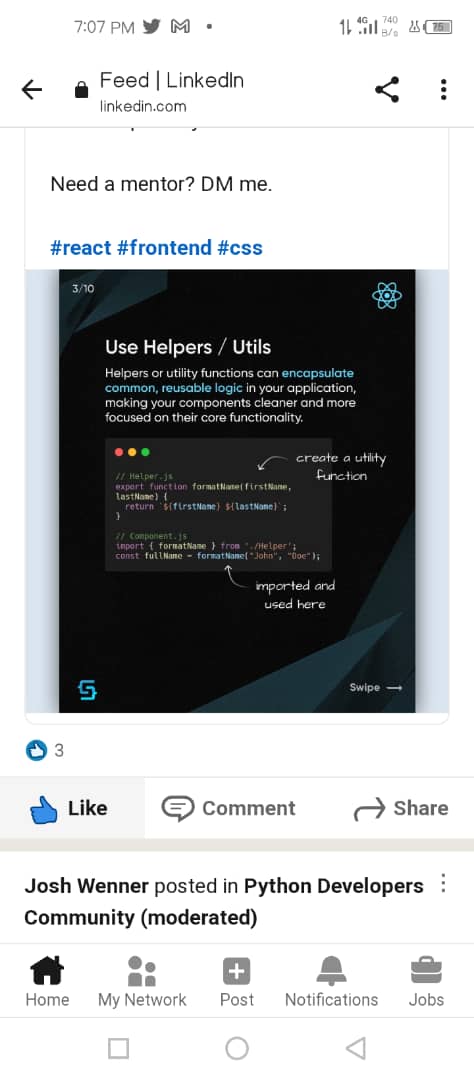 7:07 PM
4G 740 B/s 75
Feed | LinkedIn
linkedin.com
Need a mentor? DM me.
#react #frontend #css
3/10
Use Helpers / Utils
Helpers or utility functions can encapsulate
common, reusable logic in your application,
making your components cleaner and more
focused on their core functionality.
create a utility
function
// Helper.js
export function formatName(firstName,
lastName) {
return `${firstName} ${lastName}`;
}
// Component.js
import { formatName } from './Helper';
const fullName = formatName("John", "Doe");
imported and
used here
Swipe
3
Like
Comment
Share
Josh Wenner posted in Python Developers
Community (moderated)
Home
My Network
Post
Notifications
Jobs